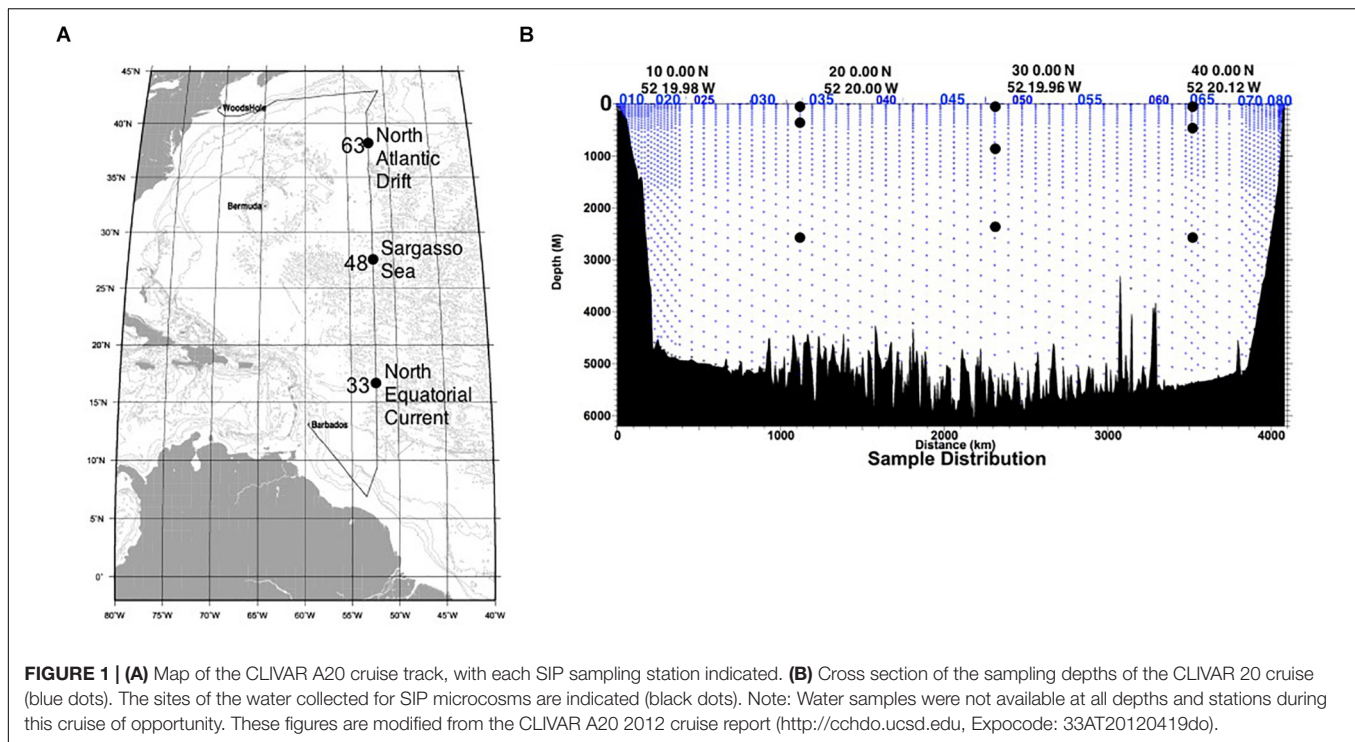 A
45˚N
40˚N
35˚N
30˚N
25˚N
20˚N
15˚N
10˚N
5˚N
0˚
80˚W
75˚W
70˚W
65˚W
60˚W
55˚W
50˚W
45˚W
40˚W
WoodsHole
Bermuda
Barbados
63
North
Atlantic
Drift
48
Sargasso
Sea
33
North
Equatorial
Current
B
10 0.00 N
20 0.00 N
30 0.00 N
40 0.00 N
52 19.98 W
52 20.00 W
52 19.96 W
52 20.12 W
010 020 025 030 035 040 045 050 055 060 065 070 080
0
1000
2000
3000
4000
5000
6000
Depth (M)
0 1000 2000 3000 4000
Distance (km)
Sample Distribution
FIGURE 1 | (A) Map of the CLIVAR A20 cruise track, with each SIP sampling station indicated. (B) Cross section of the sampling depths of the CLIVAR 20 cruise
(blue dots). The sites of the water collected for SIP microcosms are indicated (black dots). Note: Water samples were not available at all depths and stations during
this cruise of opportunity. These figures are modified from the CLIVAR A20 2012 cruise report (http://cchdo.ucsd.edu, Expocode: 33AT20120419do).